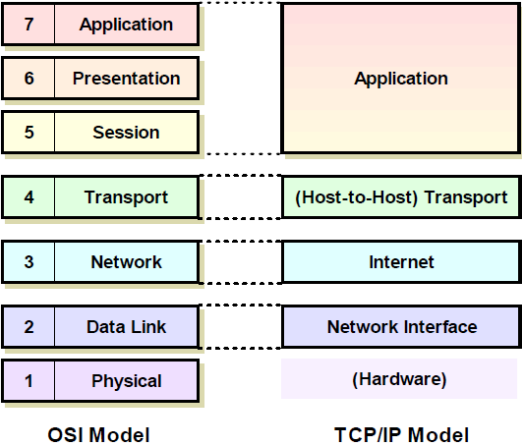 7 Application
6 Presentation
5 Session
Application
4 Transport
(Host-to-Host) Transport
3 Network
Internet
2 Data Link
Network Interface
1 Physical
(Hardware)
OSI Model
TCP/IP Model